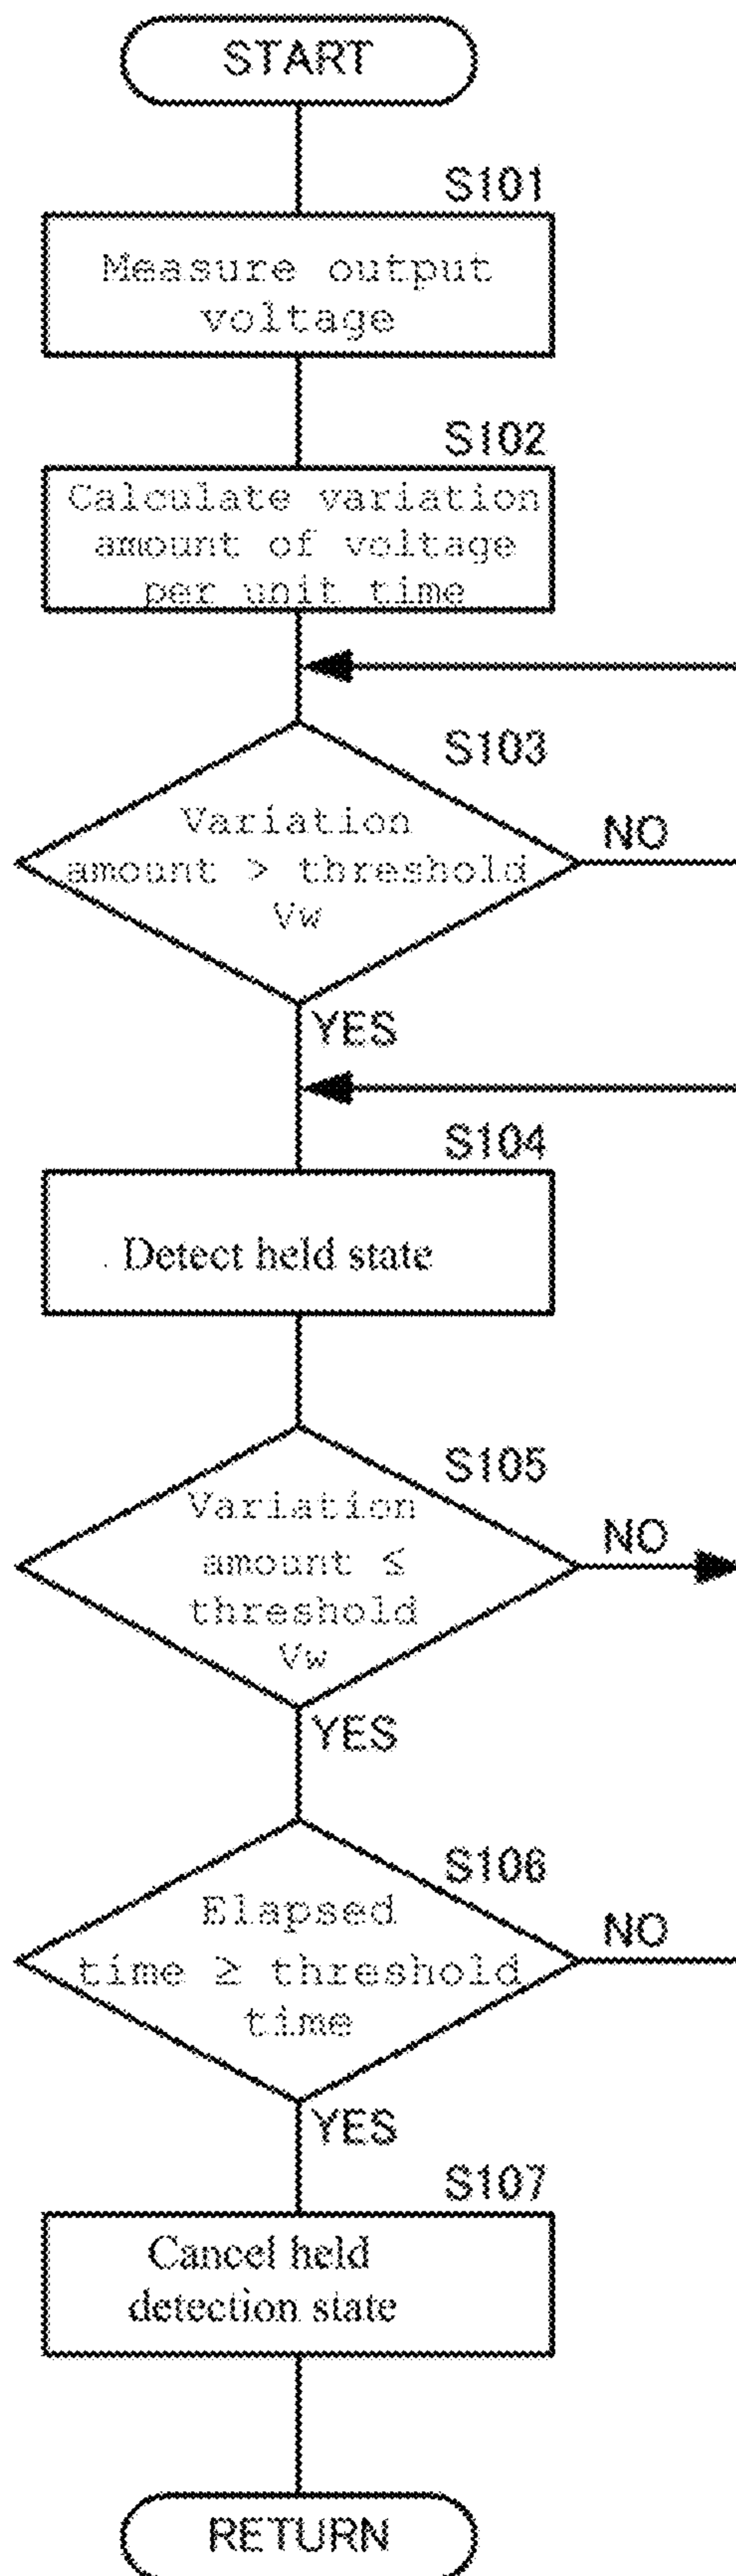 START
S101
Measure output
voltage
S102
Calculate variation
amount of voltage
per unit time
S103
Variation
amount > threshold
Vw
NO
YES
S104
Detect held state
S105
Variation
amount ≤
threshold
Vw
NO
YES
S106
Elapsed
time ≥ threshold
time
NO
YES
S107
Cancel held
detection state
RETURN